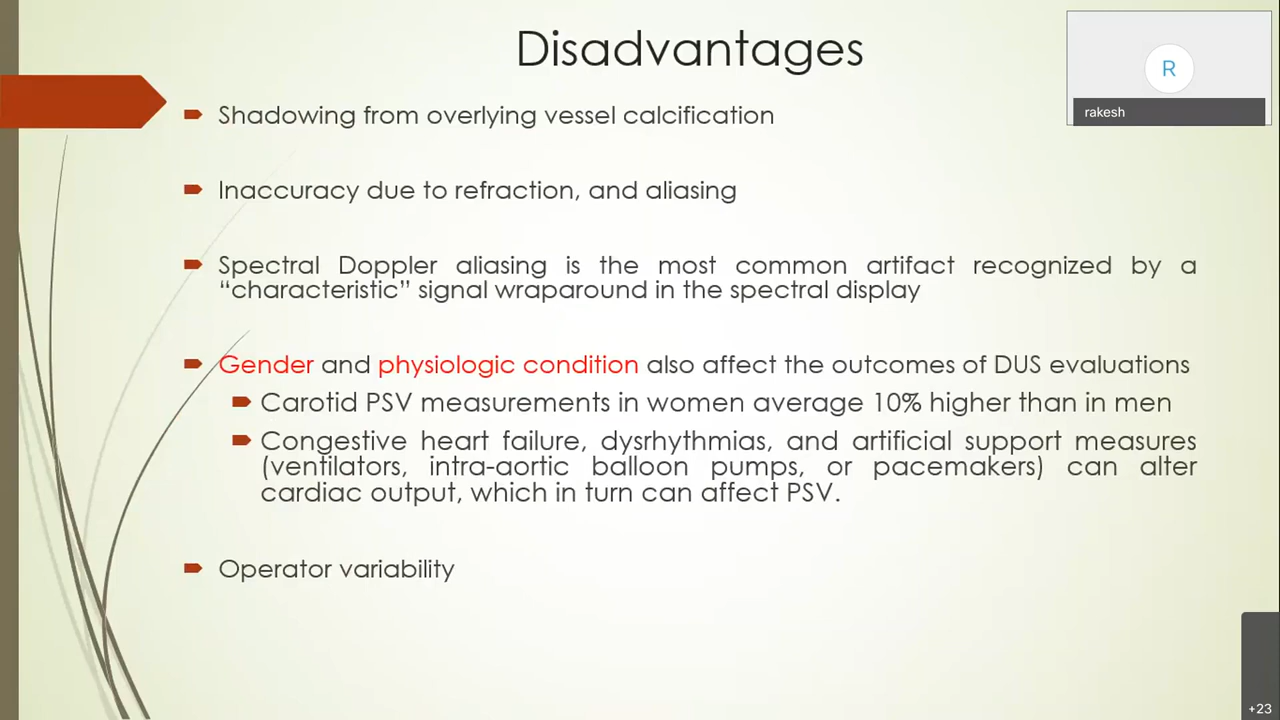 Disadvantages
R
rakesh
Shadowing from overlying vessel calcification
Inaccuracy due to refraction, and aliasing
Spectral Doppler aliasing is the most common artifact recognized by a
“characteristic” signal wraparound in the spectral display
Gender and physiologic condition also affect the outcomes of DUS evaluations
Carotid PSV measurements in women average 10% higher than in men
Congestive heart failure, dysrhythmias, and artificial support measures
(ventilators, intra-aortic balloon pumps, or pacemakers) can alter
cardiac output, which in turn can affect PSV.
Operator variability
+23